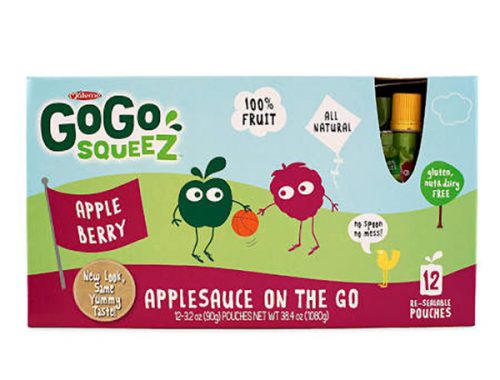 Materne
GoGo
SQUEEZ
100%
FRUIT
ALL
NATURAL
APPLE
BERRY
gluten,
nut & dairy
FREE
no spoon
no mess!
New Look,
Same
Yummy
Taste!
APPLESAUCE ON THE GO
12-3.2 oz (90g) POUCHES NET WT 38.4 oz (1080g)
12
RE-SEALABLE
POUCHES